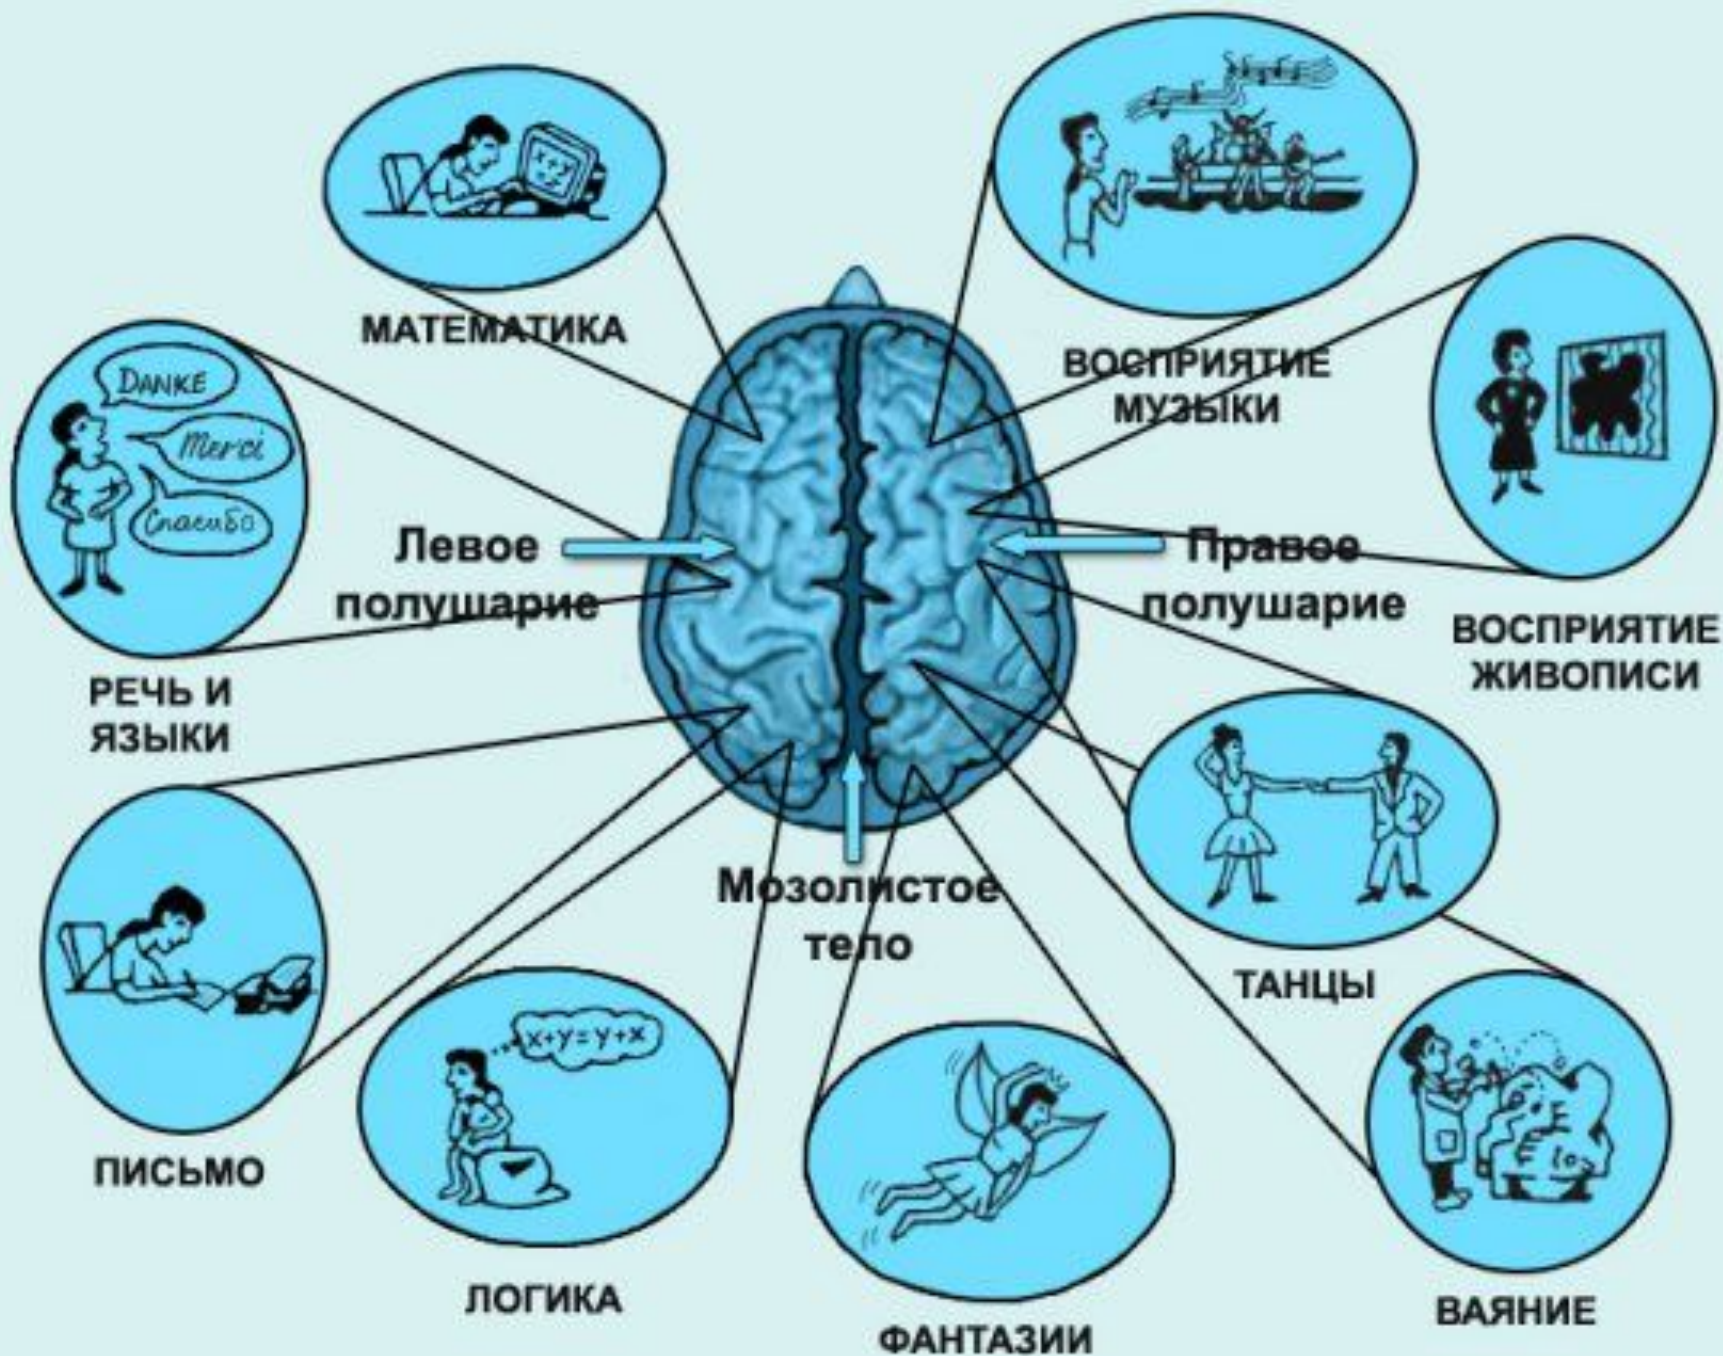 МАТЕМАТИКА
ВОСПРИЯТИЕ
МУЗЫКИ
DANKE
Merci
Спасибо
Левое
полушарие
Правое
полушарие
РЕЧЬ И
ЯЗЫКИ
ВОСПРИЯТИЕ
ЖИВОПИСИ
Мозолистое
тело
ТАНЦЫ
ПИСЬМО
x+y=y+x
ЛОГИКА
ФАНТАЗИИ
ВАЯНИЕ